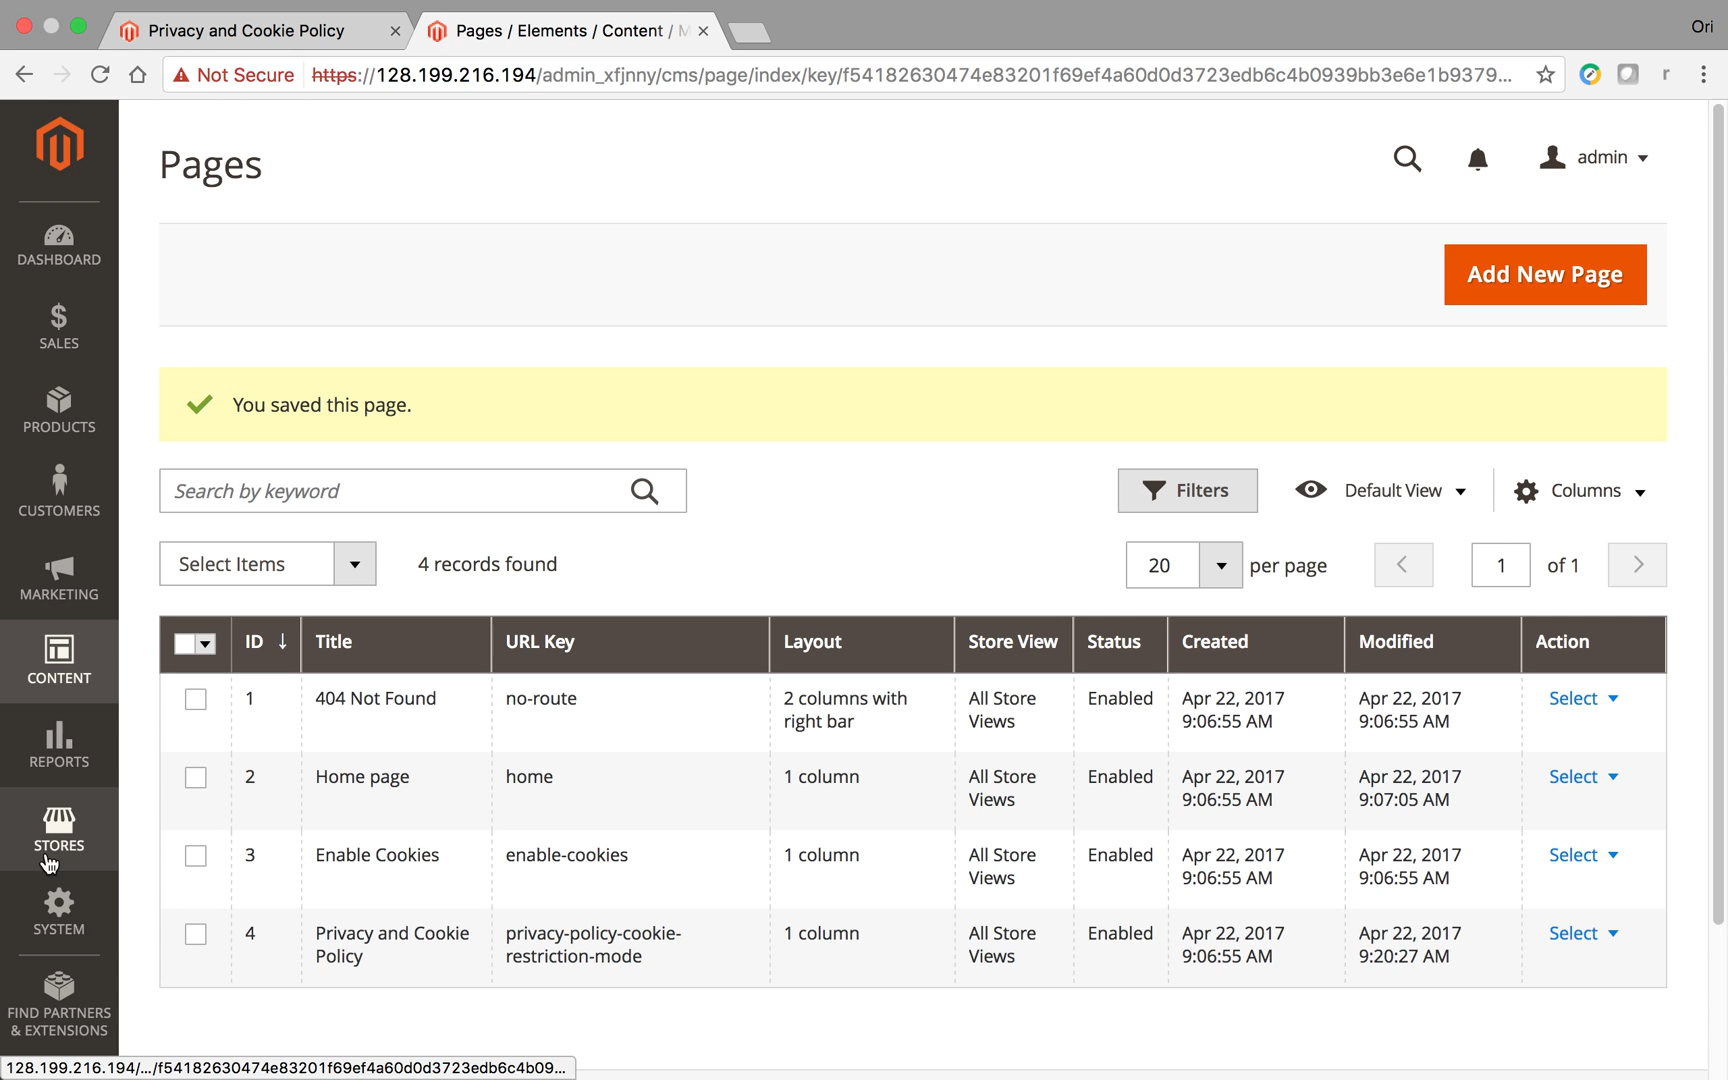 Privacy and Cookie Policy
Pages / Elements / Content / M
Ori
Not Secure https://128.199.216.194/admin_xfjnny/cms/page/index/key/f54182630474e83201f69ef4a60d0d3723edb6c4b0939bb3e6e1b9379...
r
Pages
admin
Add New Page
You saved this page.
Search by keyword
Filters
Default View
Columns
Select Items
4 records found
20
per page
1
of 1
ID ↓ Title URL Key Layout Store View Status Created Modified Action
1 404 Not Found no-route 2 columns with All Store Enabled Apr 22, 2017 Apr 22, 2017 Select
right bar Views 9:06:55 AM 9:06:55 AM
2 Home page home 1 column All Store Enabled Apr 22, 2017 Apr 22, 2017 Select
Views 9:06:55 AM 9:07:05 AM
3 Enable Cookies enable-cookies 1 column All Store Enabled Apr 22, 2017 Apr 22, 2017 Select
Views 9:06:55 AM 9:06:55 AM
4 Privacy and Cookie privacy-policy-cookie- 1 column All Store Enabled Apr 22, 2017 Apr 22, 2017 Select
Policy restriction-mode Views 9:06:55 AM 9:20:27 AM
DASHBOARD
$
SALES
PRODUCTS
CUSTOMERS
MARKETING
CONTENT
REPORTS
STORES
SYSTEM
FIND PARTNERS
& EXTENSIONS
128.199.216.194/.../f54182630474e83201f69ef4a60d0d3723edb6c4b09...